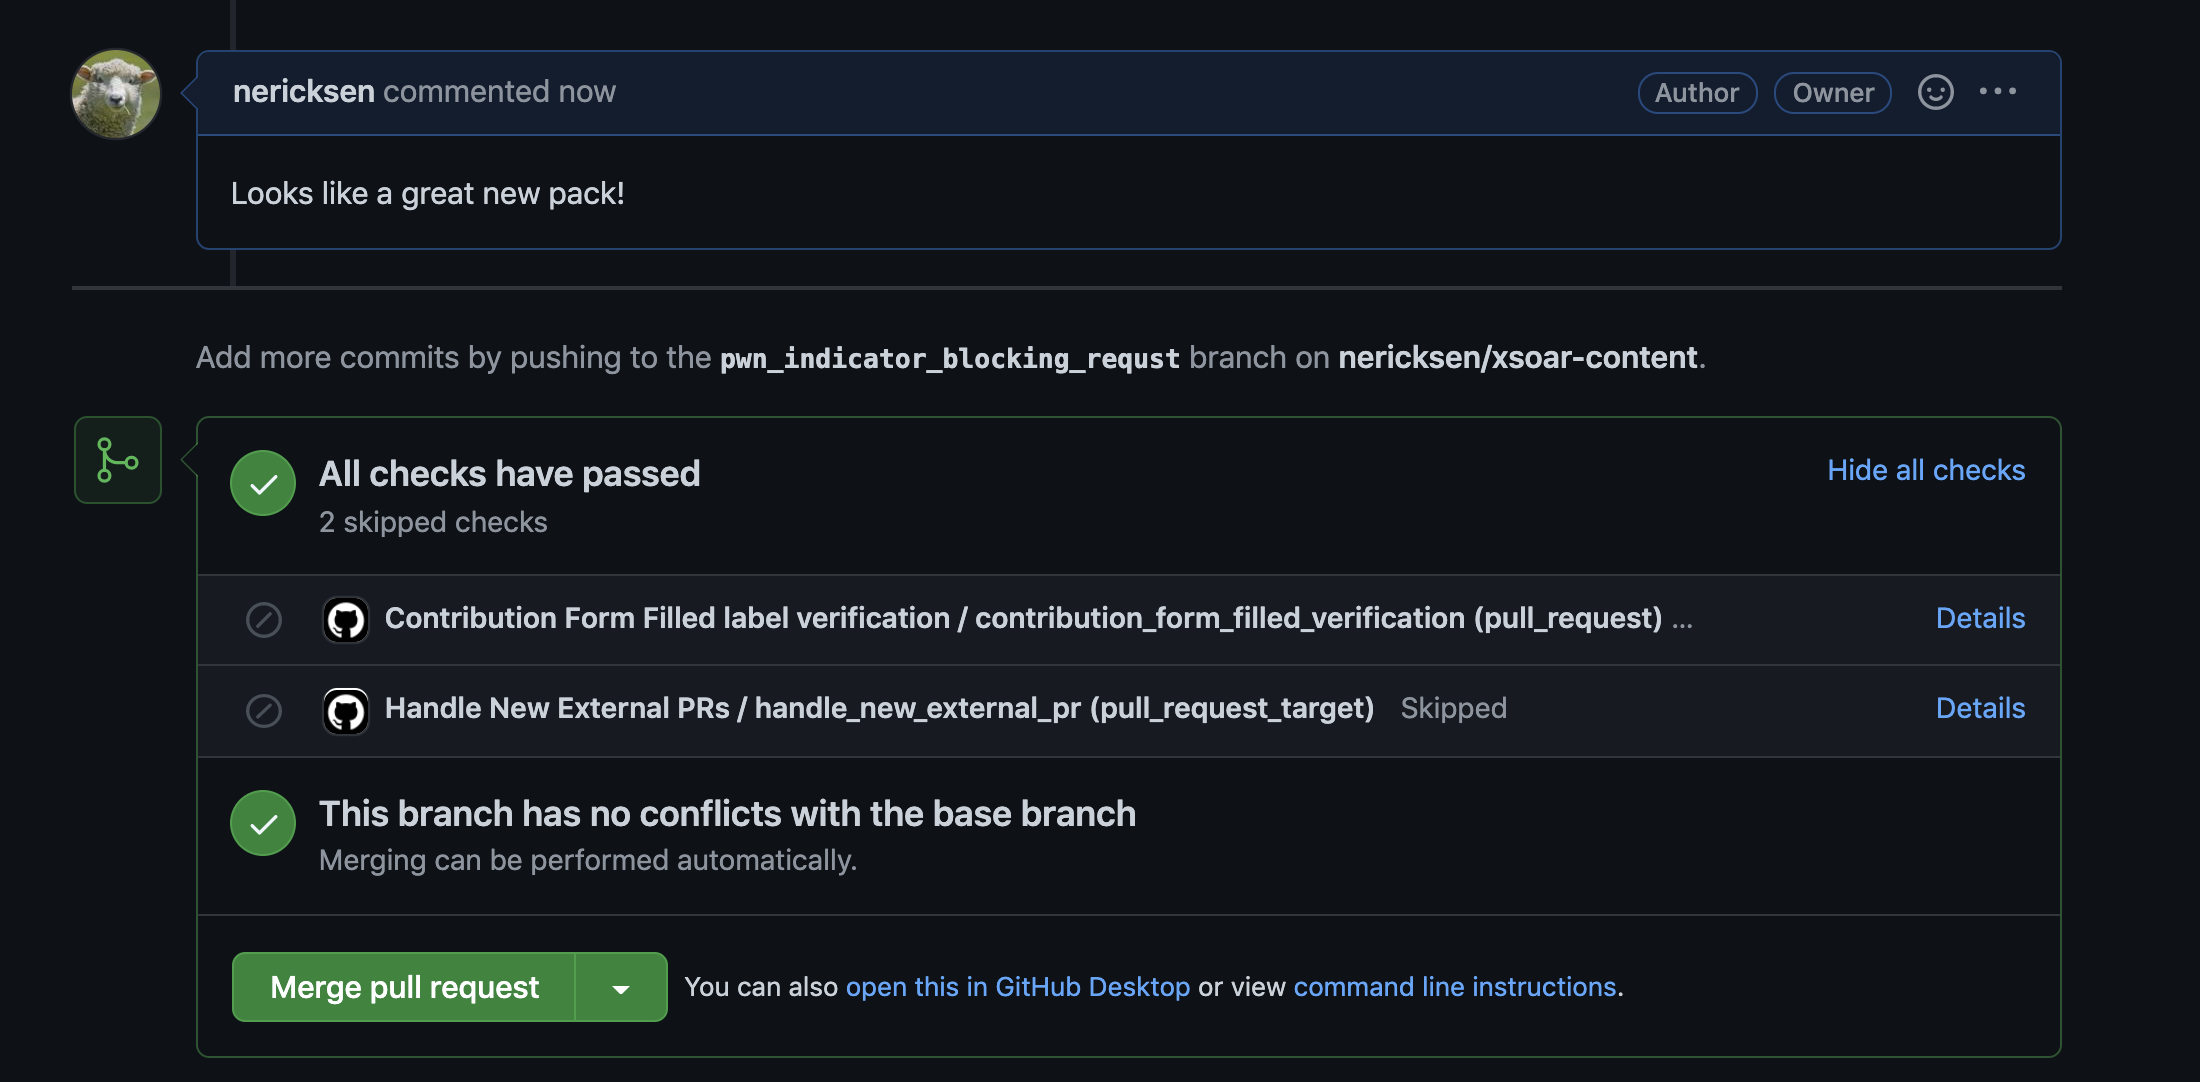 nericksen commented now Author Owner
Looks like a great new pack!
Add more commits by pushing to the pwn_indicator_blocking_requst branch on nericksen/xsoar-content.
All checks have passed Hide all checks
2 skipped checks
Contribution Form Filled label verification / contribution_form_filled_verification (pull_request) ... Details
Handle New External PRs / handle_new_external_pr (pull_request_target) Skipped Details
This branch has no conflicts with the base branch
Merging can be performed automatically.
Merge pull request You can also open this in GitHub Desktop or view command line instructions.